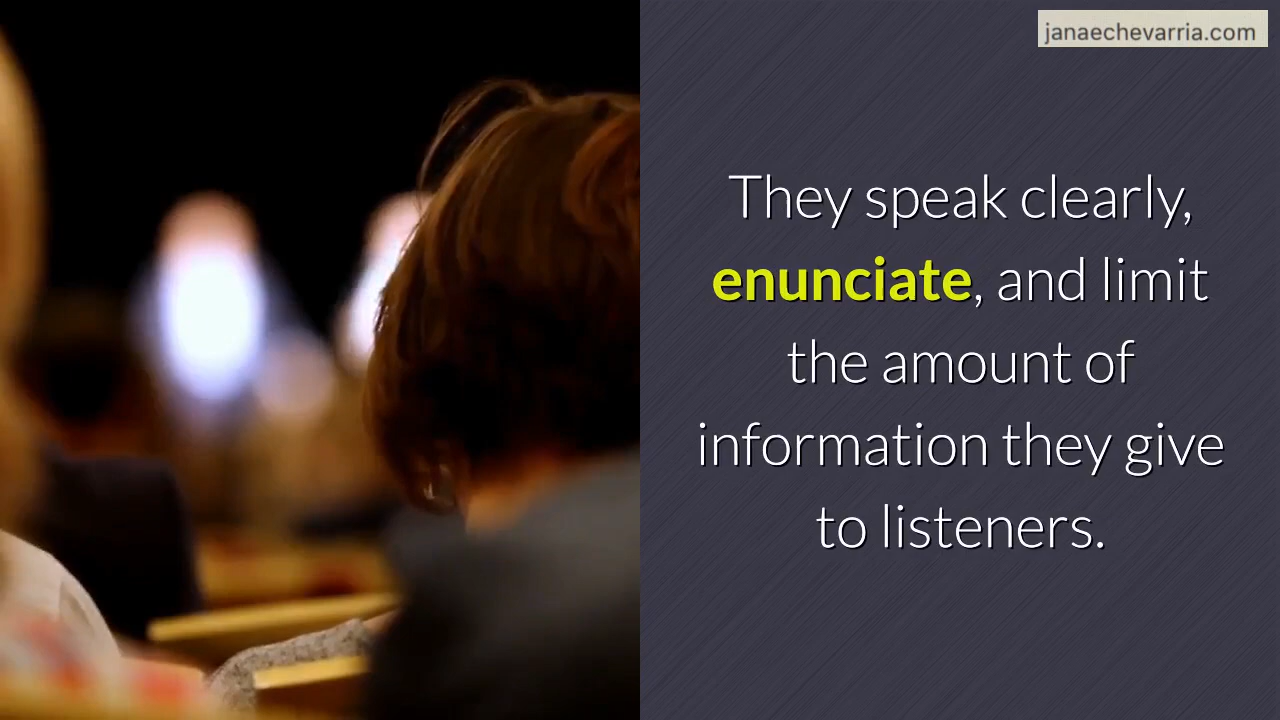 janaechevarria.com
They speak clearly,
enunciate, and limit
the amount of
information they give
to listeners.